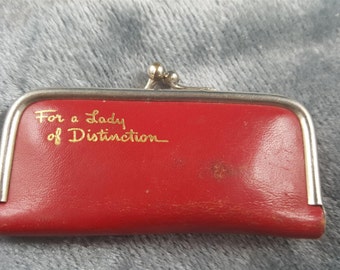 For a Lady
of Distinction